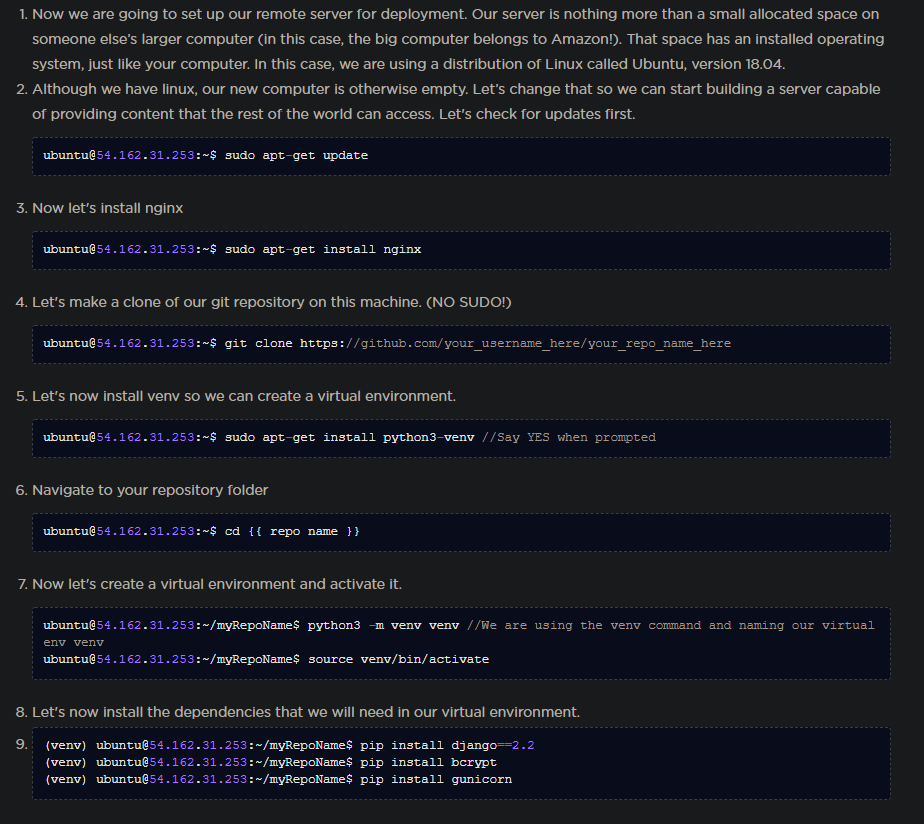 1. Now we are going to set up our remote server for deployment. Our server is nothing more than a small allocated space on
someone else's larger computer (in this case, the big computer belongs to Amazon!). That space has an installed operating
system, just like your computer. In this case, we are using a distribution of Linux called Ubuntu, version 18.04.
2. Although we have linux, our new computer is otherwise empty. Let's change that so we can start building a server capable
of providing content that the rest of the world can access. Let's check for updates first.
ubuntu@54.162.31.253:~$ sudo apt-get update
3. Now let's install nginx
ubuntu@54.162.31.253:~$ sudo apt-get install nginx
4. Let's make a clone of our git repository on this machine. (NO SUDO!)
ubuntu@54.162.31.253:~$ git clone https://github.com/your_username_here/your_repo_name_here
5. Let's now install venv so we can create a virtual environment.
ubuntu@54.162.31.253:~$ sudo apt-get install python3-venv //Say YES when prompted
6. Navigate to your repository folder
ubuntu@54.162.31.253:~$ cd {{ repo name }}
7. Now let's create a virtual environment and activate it.
ubuntu@54.162.31.253:~/myRepoName$ python3 -m venv venv //We are using the venv command and naming our virtual
env venv
ubuntu@54.162.31.253:~/myRepoName$ source venv/bin/activate
8. Let's now install the dependencies that we will need in our virtual environment.
9. (venv) ubuntu@54.162.31.253:~/myRepoName$ pip install django==2.2
(venv) ubuntu@54.162.31.253:~/myRepoName$ pip install bcrypt
(venv) ubuntu@54.162.31.253:~/myRepoName$ pip install gunicorn